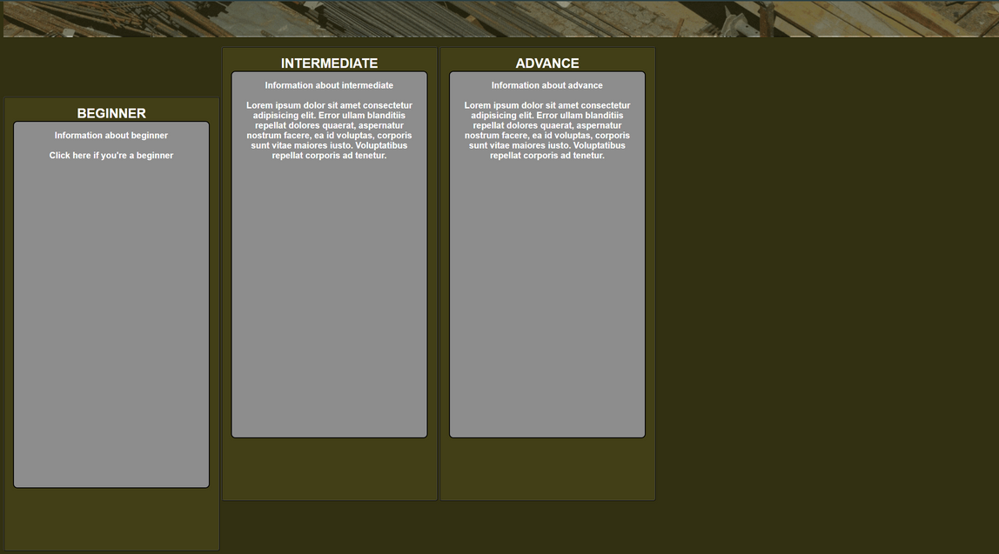 BEGINNER
Information about beginner
Click here if you're a beginner
INTERMEDIATE
Information about intermediate
Lorem ipsum dolor sit amet consectetur
adipisicing elit. Error ullam blanditiis
repellat dolores quaerat, aspernatur
nostrum facere, ea id voluptas, corporis
sunt vitae maiores iusto. Voluptatibus
repellat corporis ad tenetur.
ADVANCE
Information about advance
Lorem ipsum dolor sit amet consectetur
adipisicing elit. Error ullam blanditiis
repellat dolores quaerat, aspernatur
nostrum facere, ea id voluptas, corporis
sunt vitae maiores iusto. Voluptatibus
repellat corporis ad tenetur.